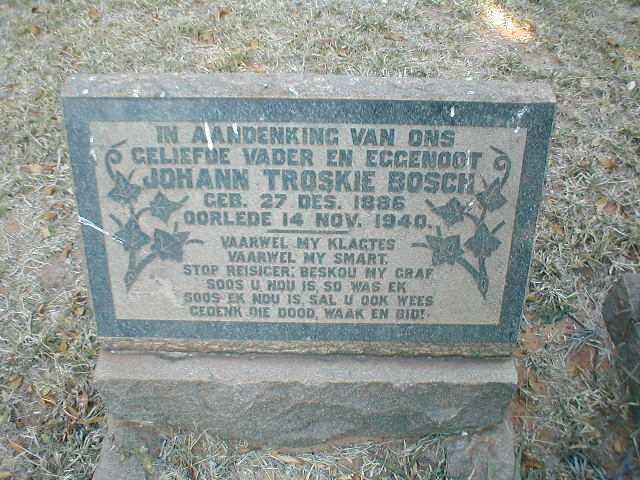 IN AANDENKING VAN ONS
GELIEFDE VADER EN EGGENOOT
JOHANN TROSKIE BOSCH
GEB. 27 DES. 1886
OORLEDE 14 NOV. 1940.
VAARWEL MY KLAGTES
VAARWEL MY SMART.
STOP REISIGER; BESKOU MY GRAF
SOOS U, NOU IS, SO WAS EK
SOOS EK NOU IS, SAL U OOK WEES
GEDENK DIE DOOD, WAAK EN BID!